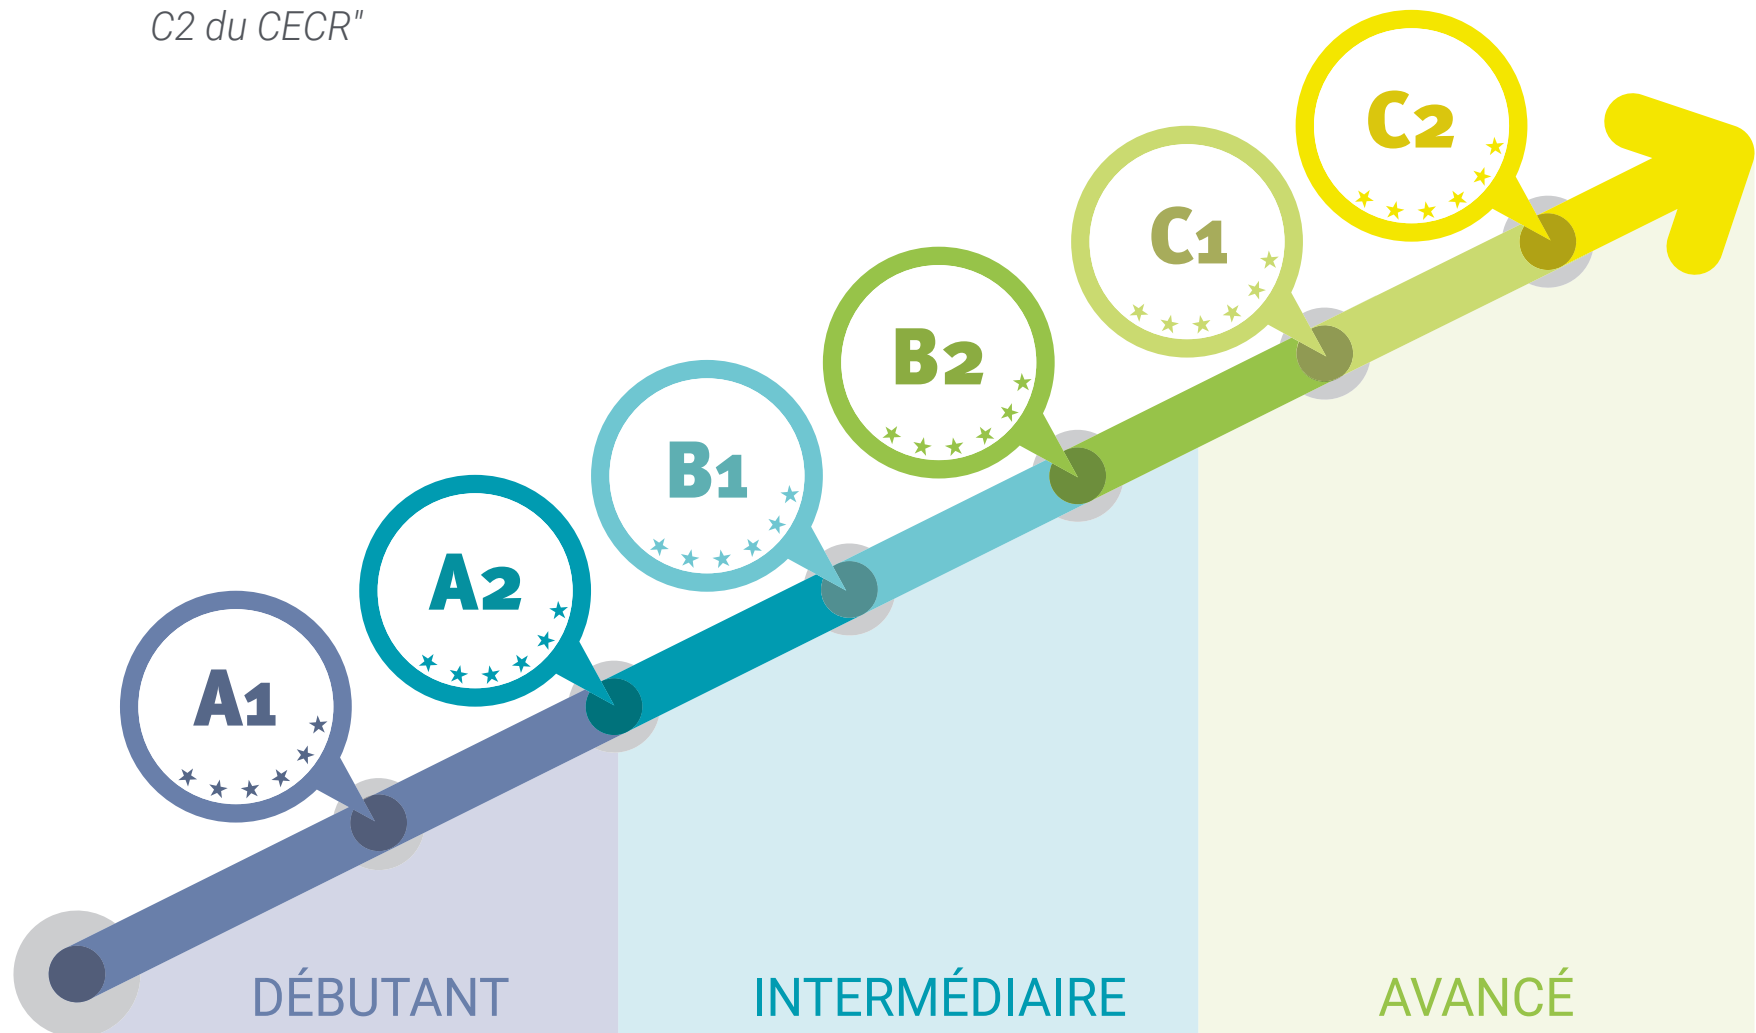 C2 du CECR"
C2
C1
B2
B1
A2
A1
DÉBUTANT
INTERMÉDIAIRE
AVANCÉ